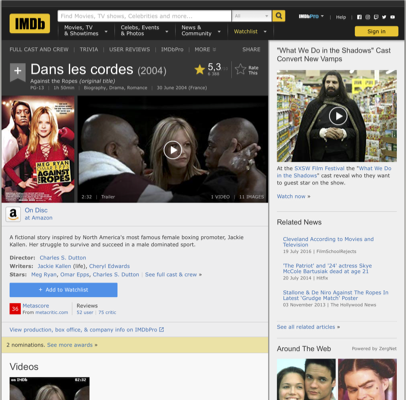 IMDb
Find Movies, TV shows, Celebrities and more...
All
IMDbPro
Help
Movies, TV & Showtimes
Celebs, Events & Photos
News & Community
Watchlist
Sign in
FULL CAST AND CREW | TRIVIA | USER REVIEWS | IMDbPro | MORE
SHARE
Dans les cordes (2004)
Against the Ropes (original title)
PG-13 | 1h 50min | Biography, Drama, Romance | 30 June 2004 (France)
5,3
Rate This
MEG RYAN
AGAINST THE ROPES
2:32 | Trailer
1 VIDEO | 11 IMAGES
On Disc
at Amazon
A fictional story inspired by North America's most famous female boxing promoter, Jackie
Kallen. Her struggle to survive and succeed in a male dominated sport.
Director: Charles S. Dutton
Writers: Jackie Kallen (life), Cheryl Edwards
Stars: Meg Ryan, Omar Epps, Charles S. Dutton | See full cast & crew »
+ Add to Watchlist
36
Metascore
From metacritic.com
Reviews
52 user | 75 critic
View production, box office, & company info on IMDbPro
2 nominations. See more awards »
Videos
"What We Do in the Shadows" Cast
Convert New Vamps
At the SXSW Film Festival the "What We Do
in the Shadows" cast reveal who they want
to guest star on the show.
Watch now »
Related News
Cleveland According to Movies and
Television
19 July 2016 | FilmSchoolRejects
'The Patriot' and '24' actress Skye
McCole Bartusiak dead at age 21
20 July 2014 | Hitfix
Stallone & De Niro Against The Ropes In
Latest 'Grudge Match' Poster
03 November 2013 | The Hollywood News
See all related articles »
Around The Web
Powered by ZergNet